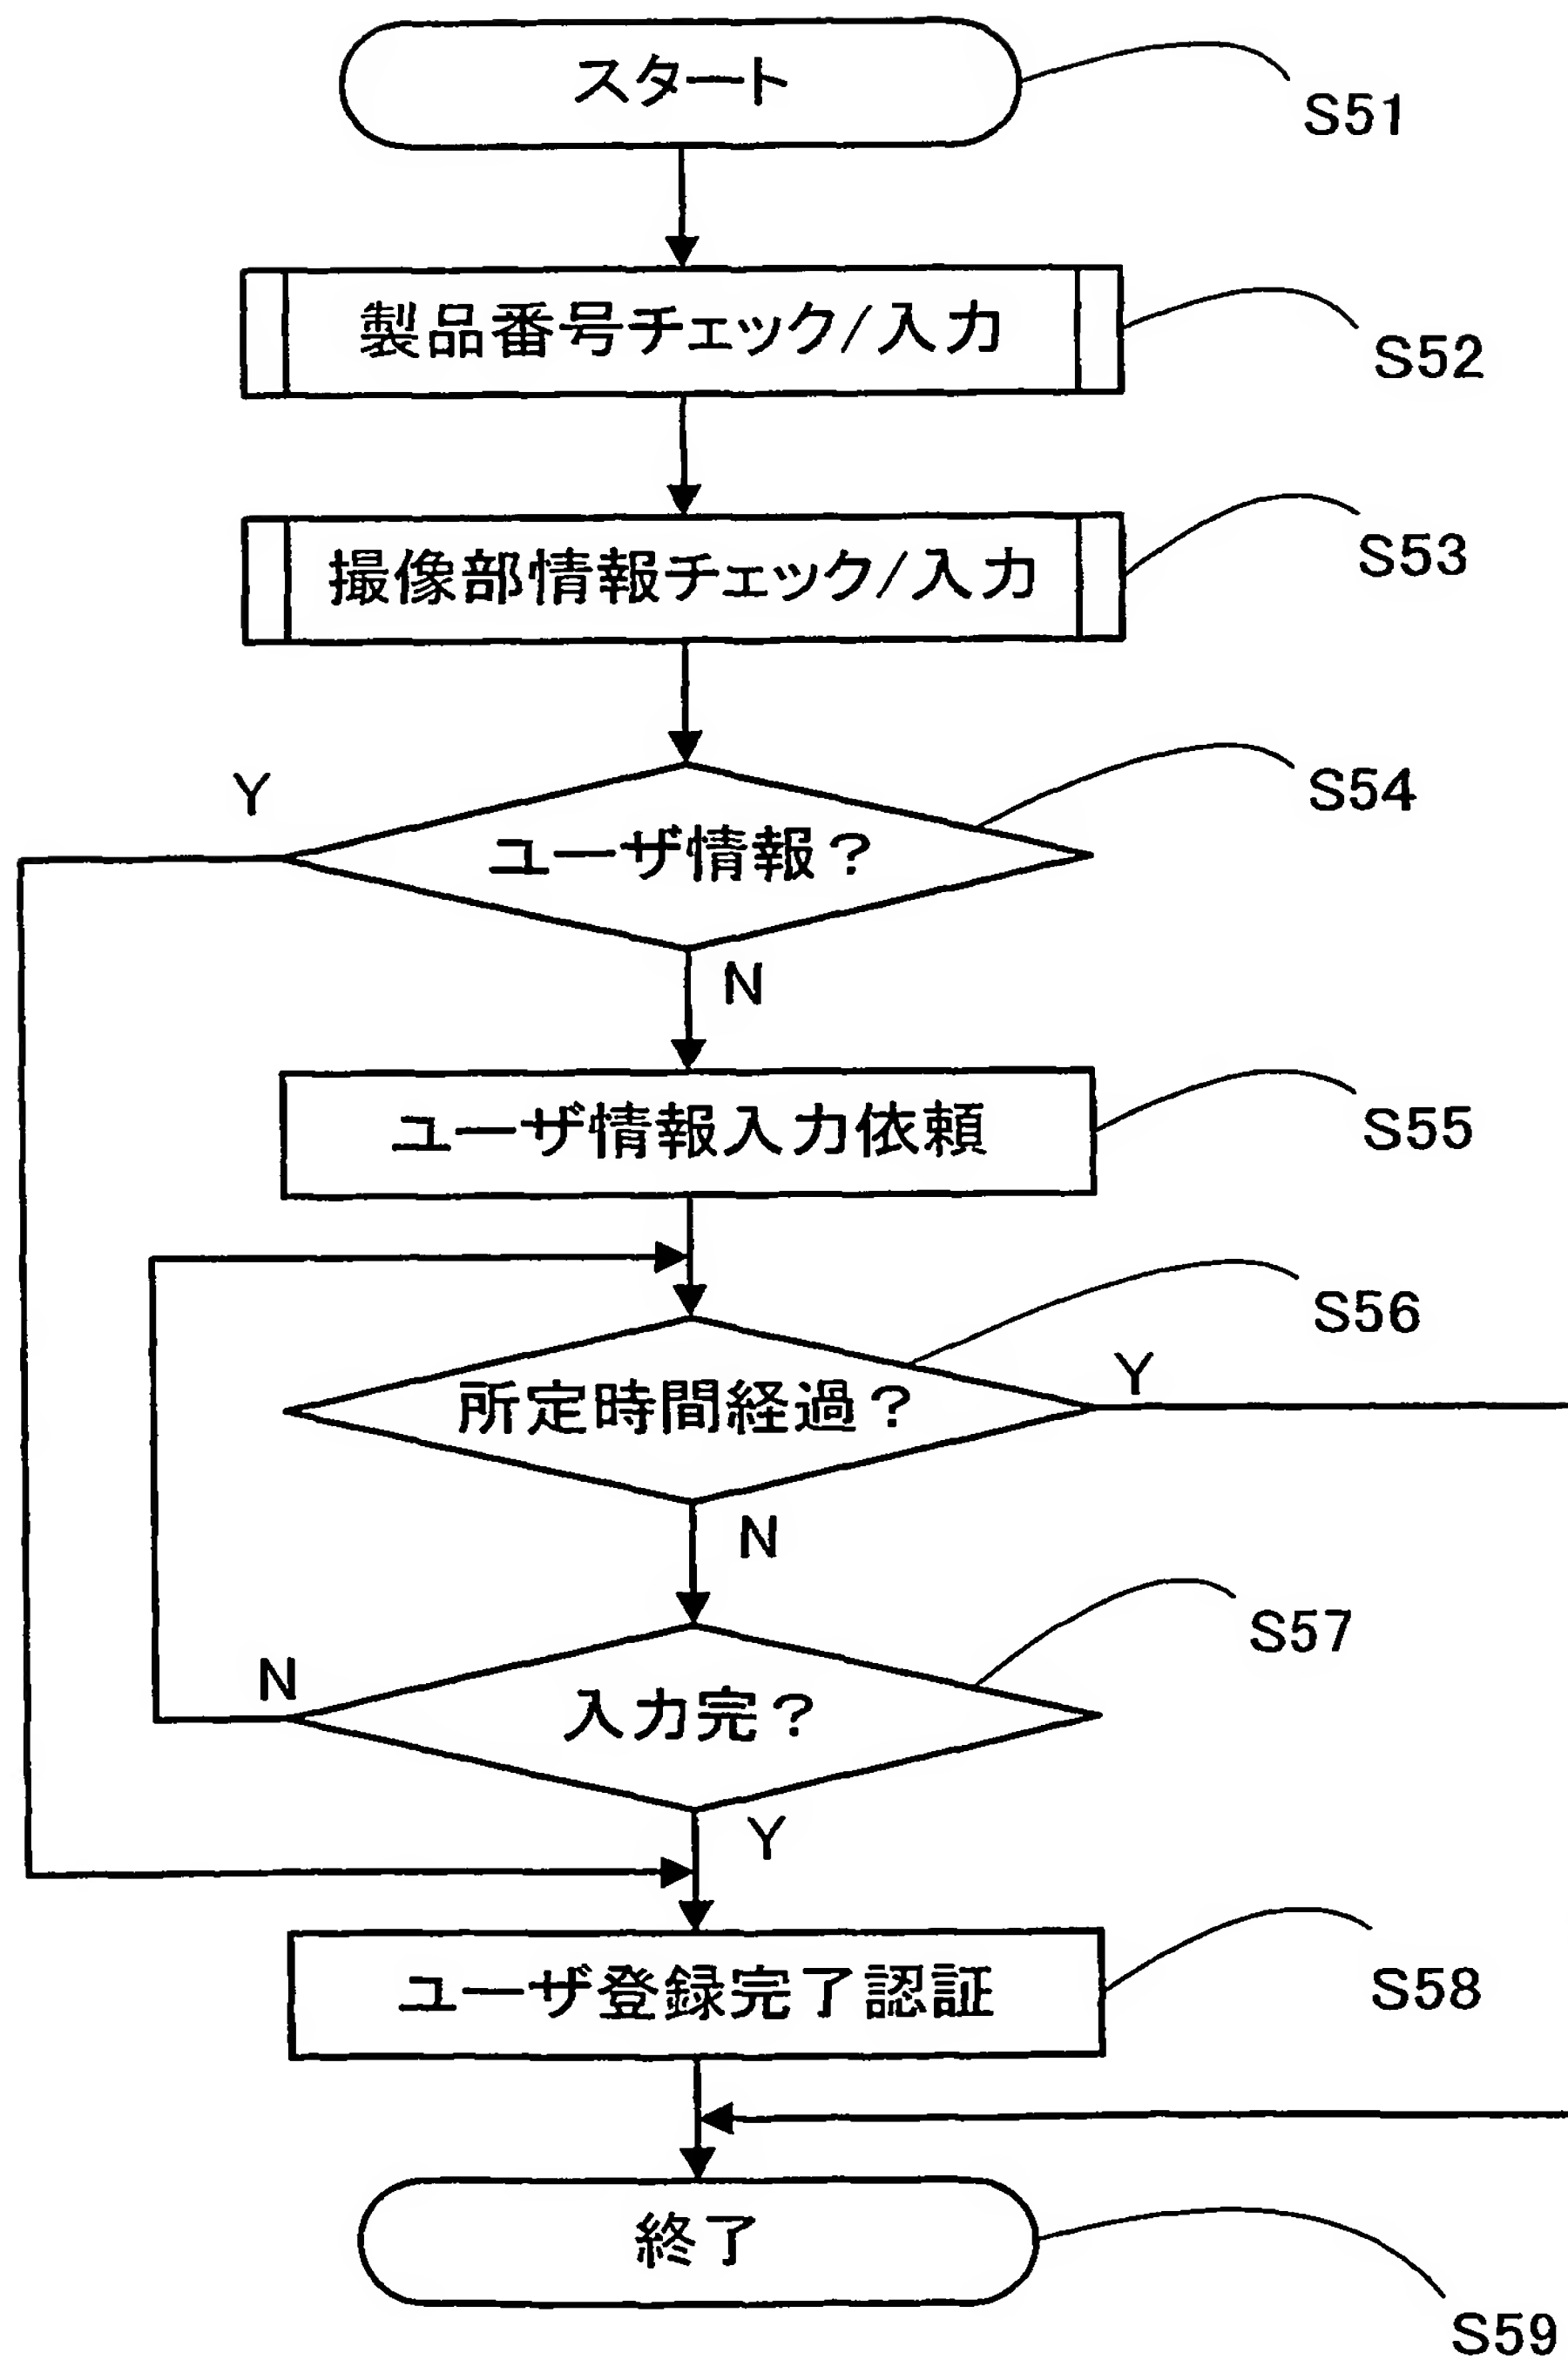 スタート
S51
製品番号チェック/入力
S52
撮像部情報チェック/入力
S53
Y
S54
ユーザ情報?
N
ユーザ情報入力依頼
S55
S56
Y
所定時間経過?
N
S57
N
入力完?
Y
ユーザ登録完了認証
S58
終了
S59